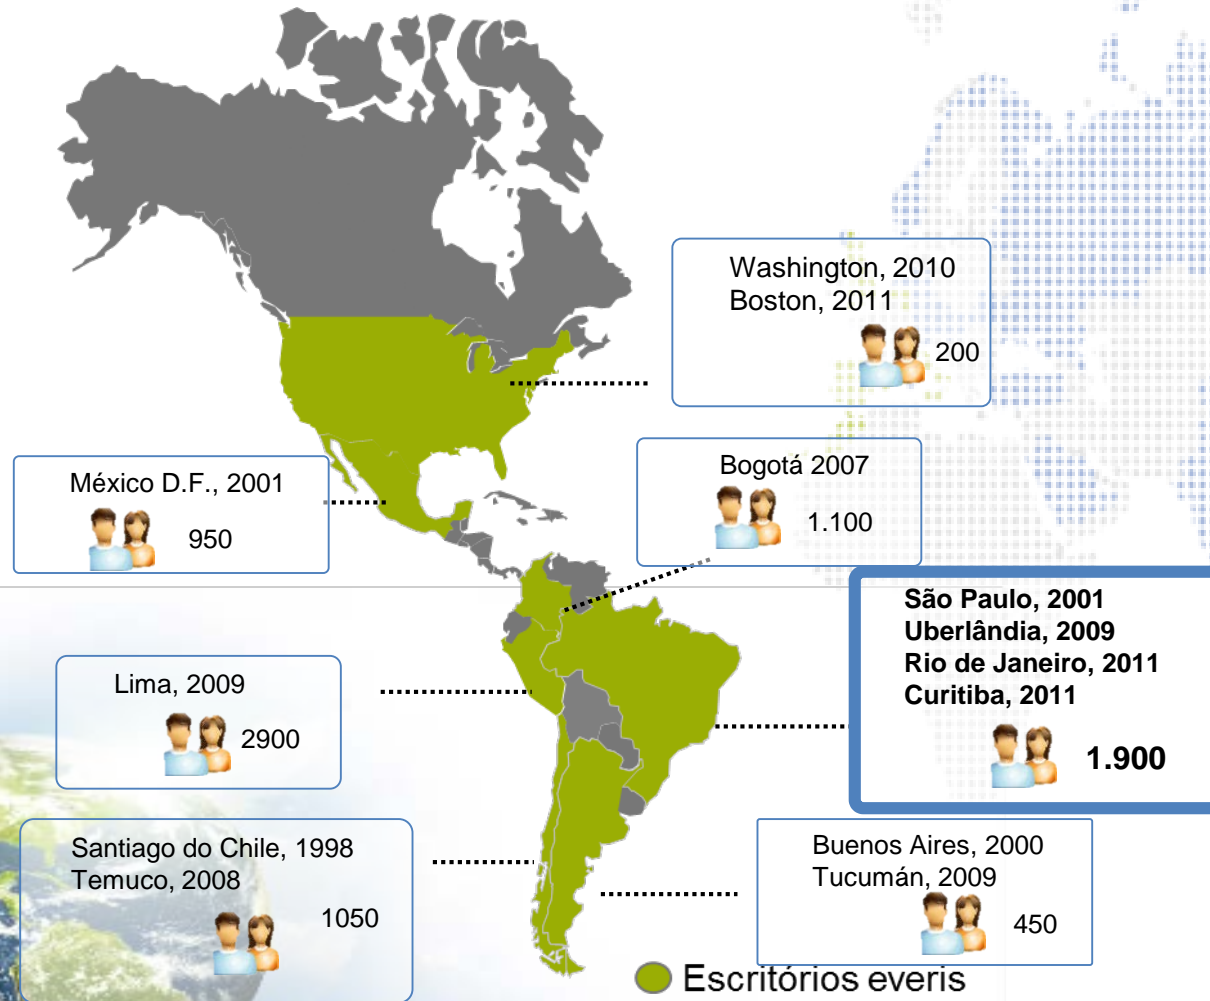 Washington, 2010
Boston, 2011
200
México D.F., 2001
950
Bogotá 2007
1.100
São Paulo, 2001
Uberlândia, 2009
Rio de Janeiro, 2011
Curitiba, 2011
1.900
Lima, 2009
2900
Santiago do Chile, 1998
Temuco, 2008
1050
Buenos Aires, 2000
Tucumán, 2009
450
Escritórios everis